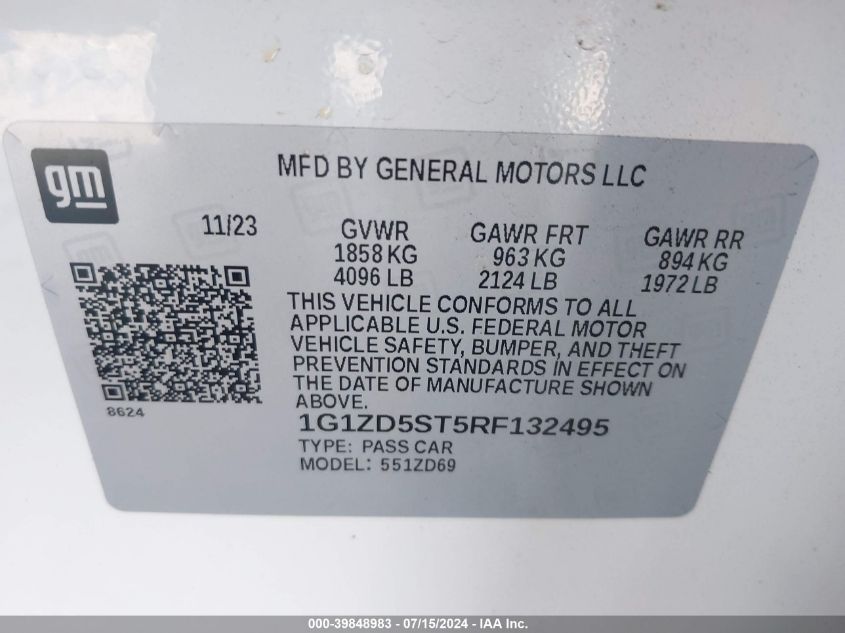 gm
MFD BY GENERAL MOTORS LLC
11/23
GVWR
1858 KG
4096 LB
GAWR FRT
963 KG
2124 LB
GAWR RR
894 KG
1972 LB
THIS VEHICLE CONFORMS TO ALL
APPLICABLE U.S. FEDERAL MOTOR
VEHICLE SAFETY, BUMPER, AND THEFT
PREVENTION STANDARDS IN EFFECT ON
THE DATE OF MANUFACTURE SHOWN
ABOVE.
8624
1G1ZD5ST5RF132495
TYPE: PASS CAR
MODEL: 551ZD69
000-39848983 - 07/15/2024 - IAA Inc.